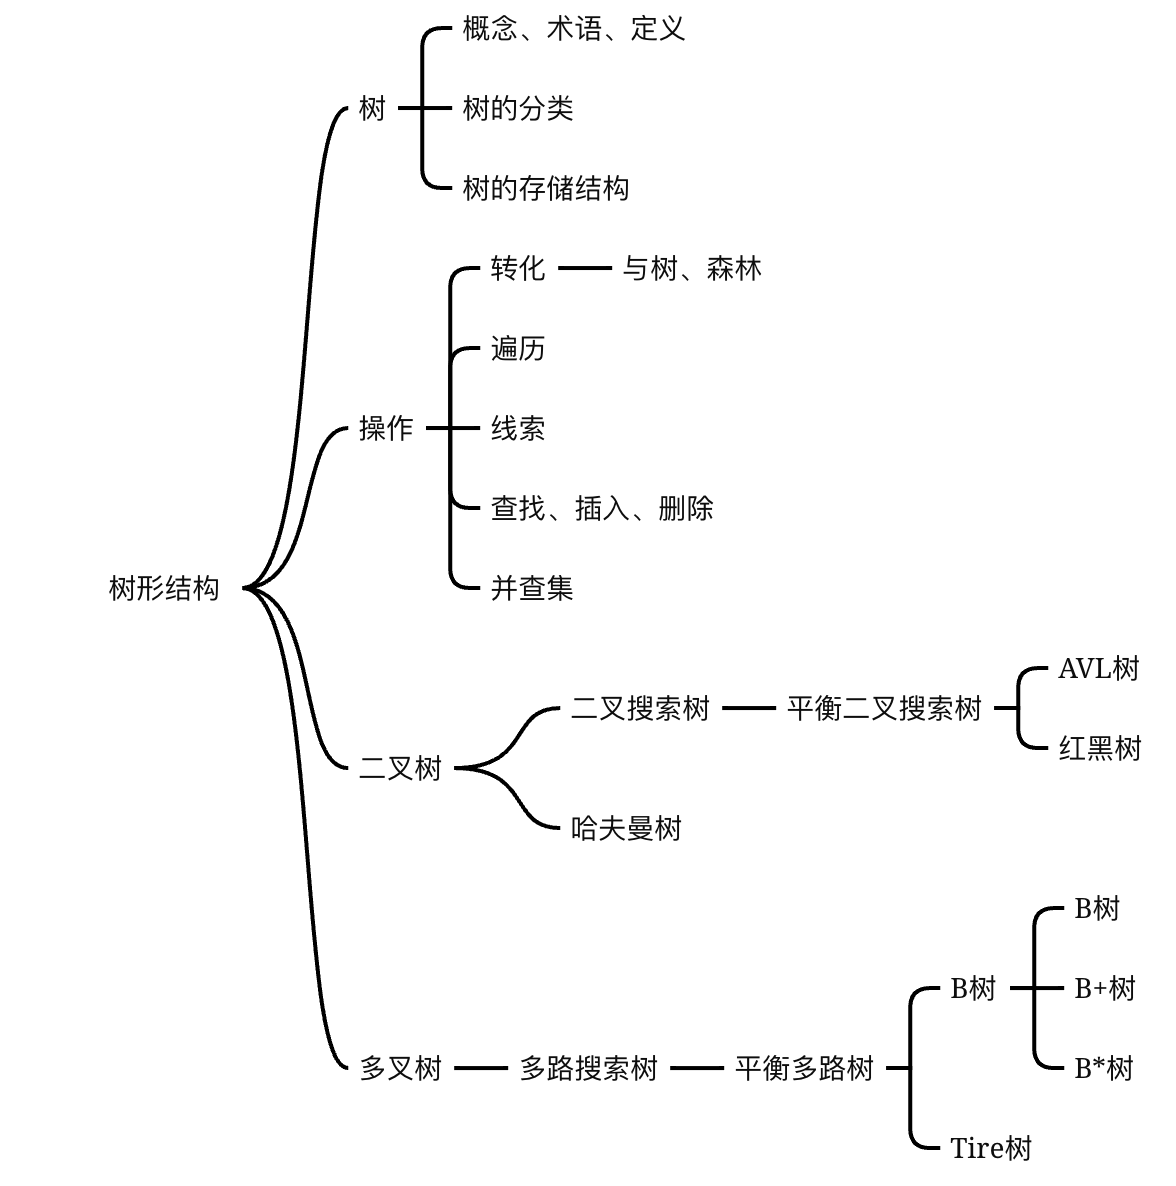 概念、术语、定义
树
树的分类
树的存储结构
转化
与树、森林
遍历
操作
线索
查找、插入、删除
树形结构
并查集
AVL树
二叉搜索树
平衡二叉搜索树
红黑树
二叉树
哈夫曼树
B树
B树
B+树
多叉树
多路搜索树
平衡多路树
B*树
Tire树